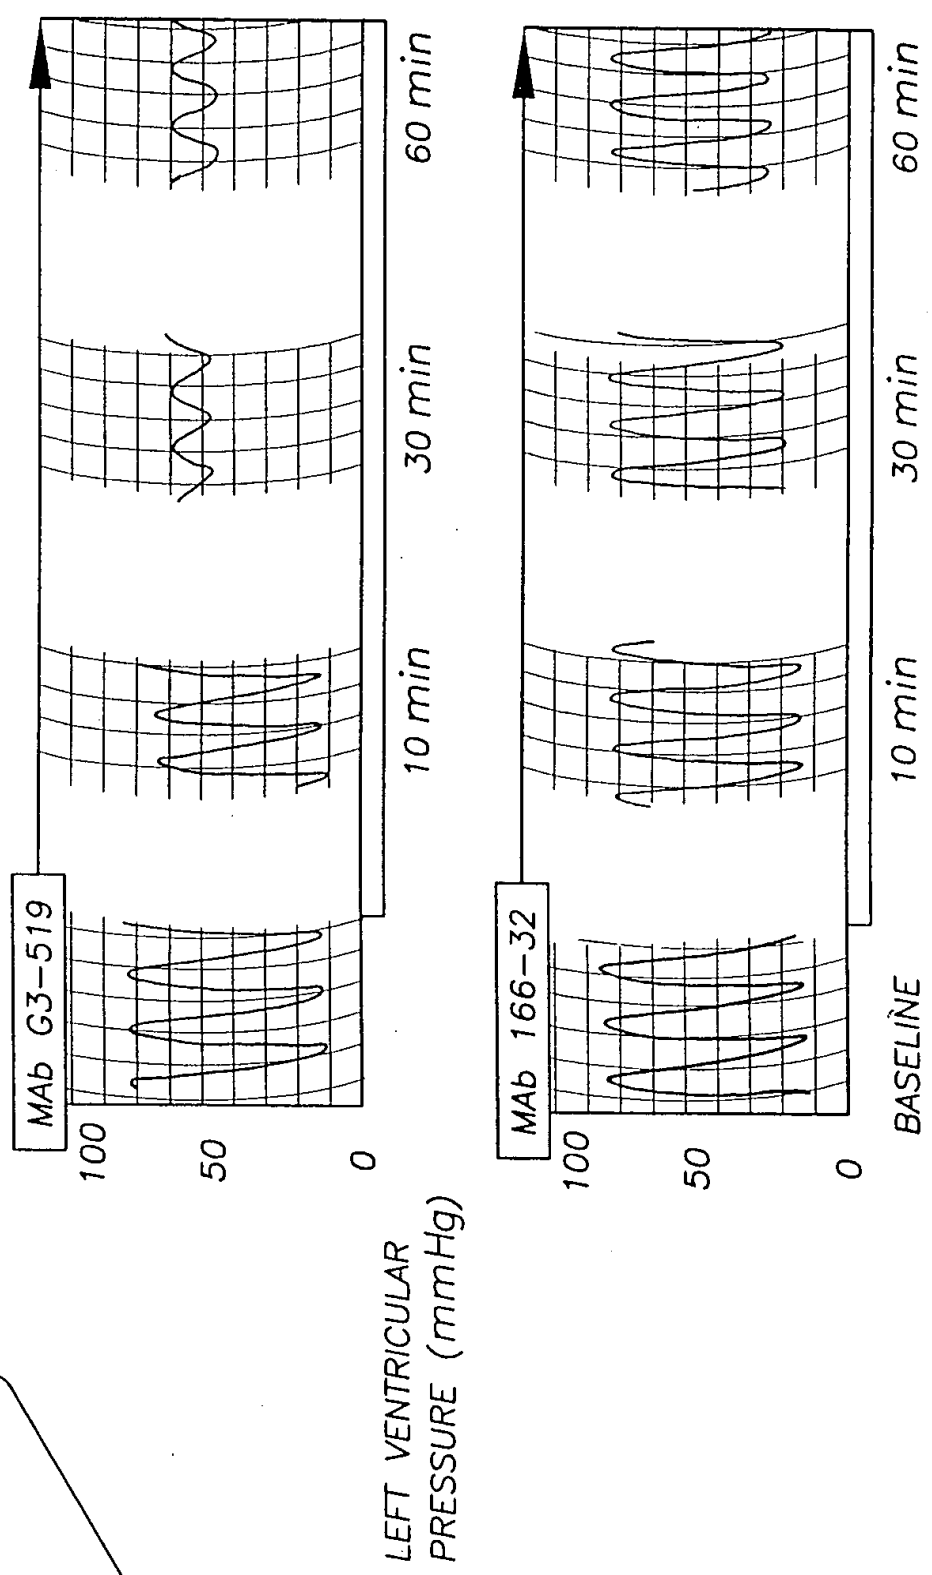 LEFT VENTRICULAR
PRESSURE (mmHg)
MAb G3-519
100
50
0
10 min
30 min
60 min
MAb 166-32
100
50
0
BASELINE
10 min
30 min
60 min